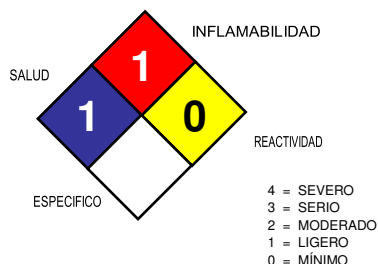 INFLAMABILIDAD
1
SALUD
1
0
REACTIVIDAD
ESPECIFICO
4 = SEVERO
3 = SERIO
2 = MODERADO
1 = LIGERO
0 = MÍNIMO